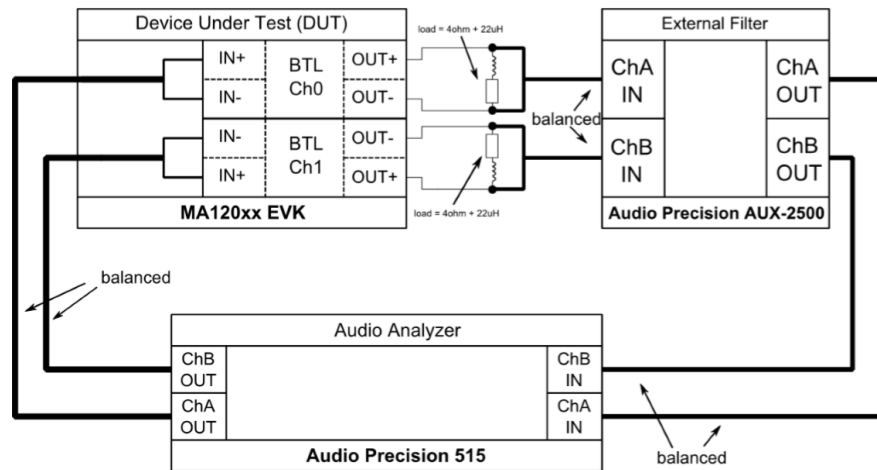 Device Under Test (DUT)
IN+
IN-
BTL
Ch0
OUT+
OUT-
IN-
IN+
BTL
Ch1
OUT-
OUT+
MA120xx EVK
load = 4ohm + 22uH
load = 4ohm + 22uH
balanced
External Filter
ChA
IN
ChA
OUT
ChB
IN
ChB
OUT
Audio Precision AUX-2500
balanced
Audio Analyzer
ChB
OUT
ChB
IN
ChA
OUT
ChA
IN
Audio Precision 515
balanced